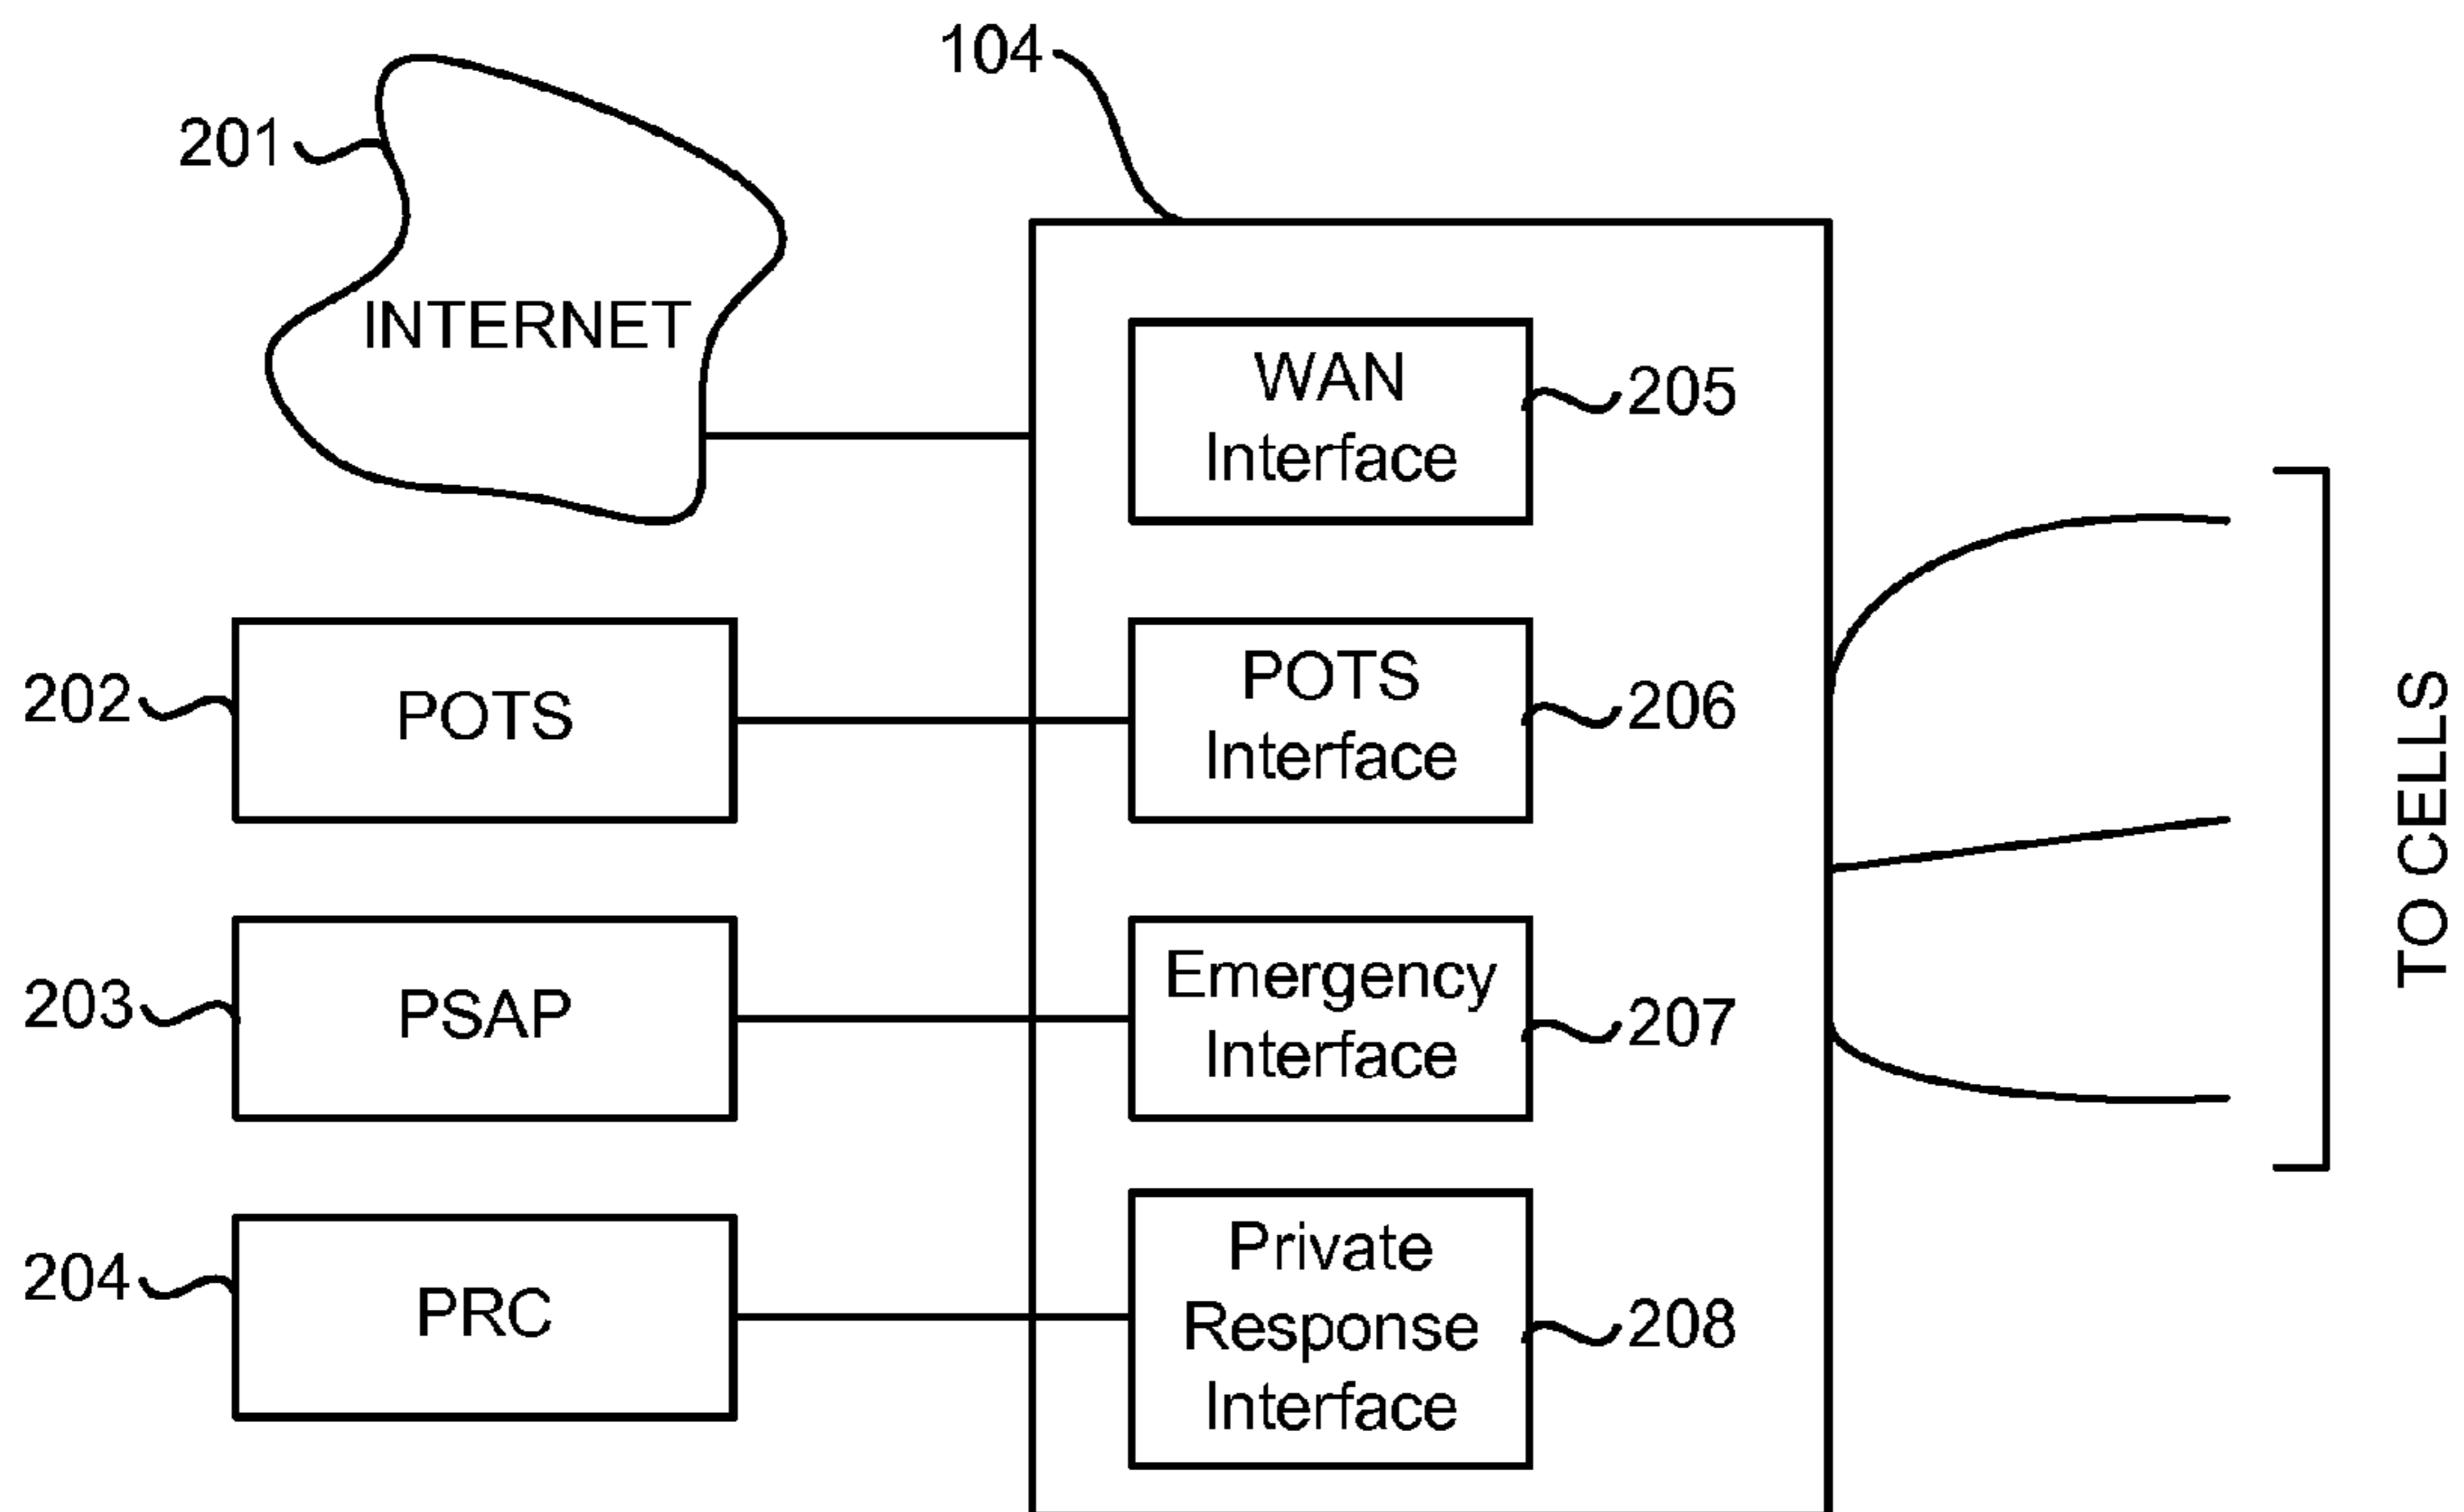 104
201
INTERNET
WAN
Interface
205
202
POTS
POTS
Interface
206
203
PSAP
Emergency
Interface
207
204
PRC
Private
Response
Interface
208
TO CELLS